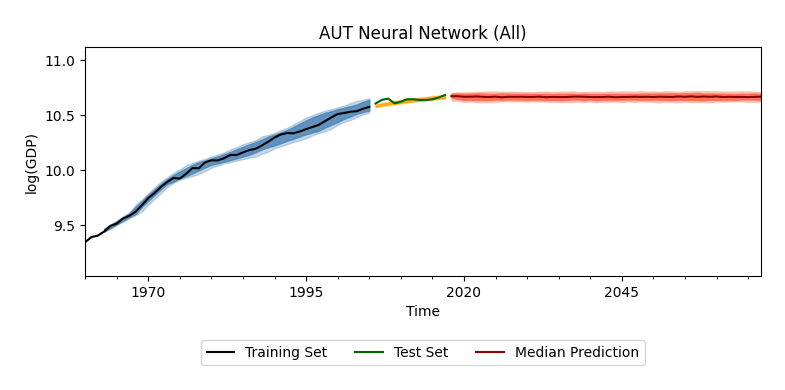 AUT Neural Network (All)
11.0
10.5
10.0
9.5
log(GDP)
1970 1995 2020 2045
Time
Training Set Test Set Median Prediction